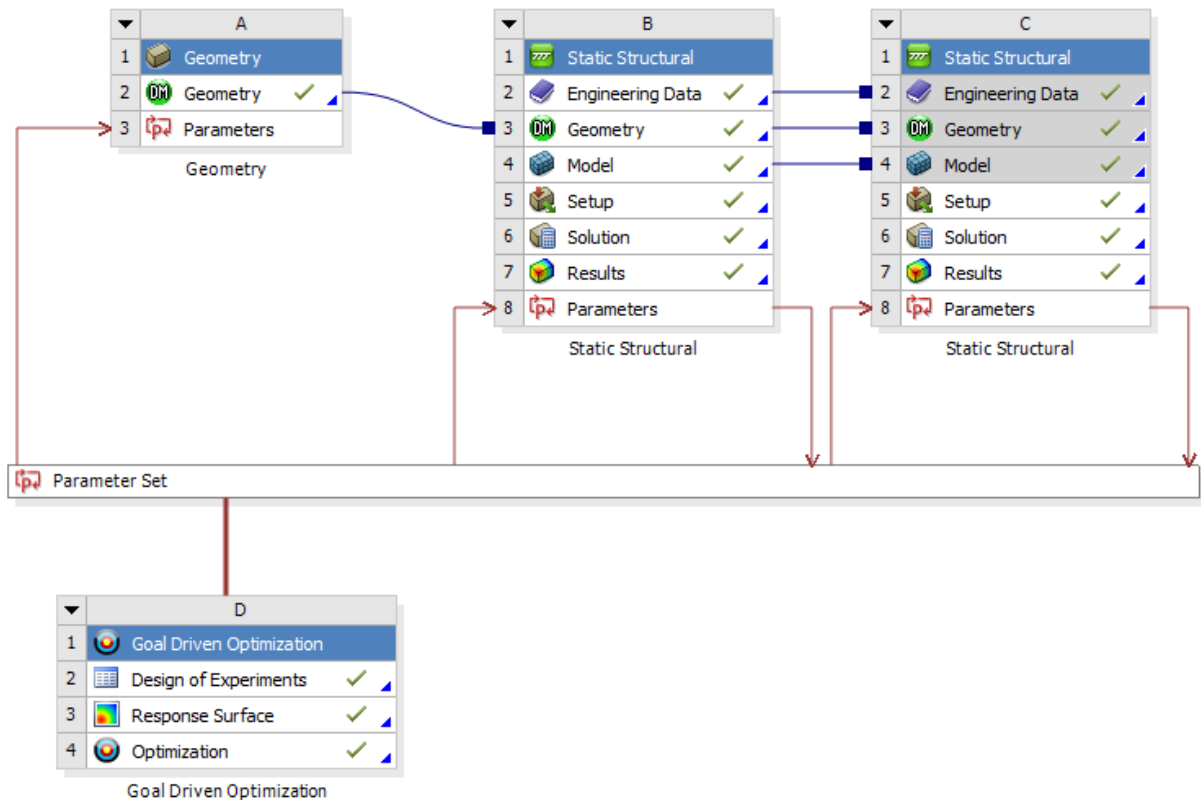 A
1 Geometry
2 DM Geometry
3 Parameters
Geometry
B
1 Static Structural
2 Engineering Data
3 DM Geometry
4 Model
5 Setup
6 Solution
7 Results
8 Parameters
Static Structural
C
1 Static Structural
2 Engineering Data
3 DM Geometry
4 Model
5 Setup
6 Solution
7 Results
8 Parameters
Static Structural
Parameter Set
D
1 Goal Driven Optimization
2 Design of Experiments
3 Response Surface
4 Optimization
Goal Driven Optimization